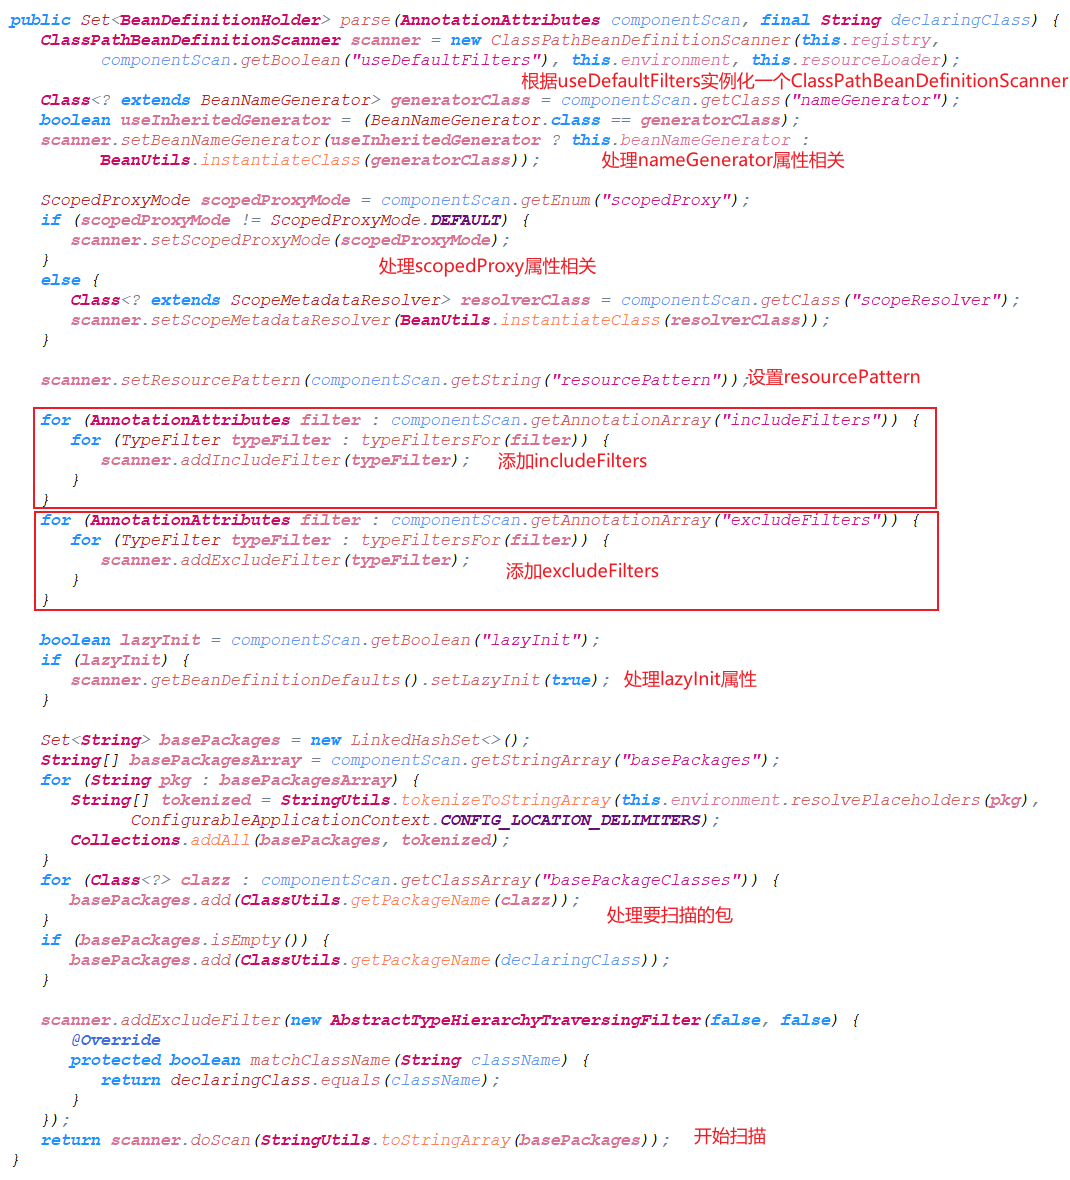 public Set<BeanDefinitionHolder> parse(AnnotationAttributes componentScan, final String declaringClass) {
   ClassPathBeanDefinitionScanner scanner = new ClassPathBeanDefinitionScanner(this.registry,
         componentScan.getBoolean("useDefaultFilters"), this.environment, this.resourceLoader);
根据useDefaultFilters实例化一个ClassPathBeanDefinitionScanner
   Class<? extends BeanNameGenerator> generatorClass = componentScan.getClass("nameGenerator");
   boolean useInheritedGenerator = (BeanNameGenerator.class == generatorClass);
   scanner.setBeanNameGenerator(useInheritedGenerator ? this.beanNameGenerator :
         BeanUtils.instantiateClass(generatorClass)); 处理nameGenerator属性相关
   ScopedProxyMode scopedProxyMode = componentScan.getEnum("scopedProxy");
   if (scopedProxyMode != ScopedProxyMode.DEFAULT) {
      scanner.setScopedProxyMode(scopedProxyMode);
   }
处理scopedProxy属性相关
   else {
      Class<? extends ScopeMetadataResolver> resolverClass = componentScan.getClass("scopeResolver");
      scanner.setScopeMetadataResolver(BeanUtils.instantiateClass(resolverClass));
   }
   scanner.setResourcePattern(componentScan.getString("resourcePattern")); 设置resourcePattern
   for (AnnotationAttributes filter : componentScan.getAnnotationArray("includeFilters")) {
      for (TypeFilter typeFilter : typeFiltersFor(filter)) {
         scanner.addIncludeFilter(typeFilter); 添加includeFilters
      }
   }
   for (AnnotationAttributes filter : componentScan.getAnnotationArray("excludeFilters")) {
      for (TypeFilter typeFilter : typeFiltersFor(filter)) {
         scanner.addExcludeFilter(typeFilter); 添加excludeFilters
      }
   }
   boolean lazyInit = componentScan.getBoolean("lazyInit");
   if (lazyInit) {
      scanner.getBeanDefinitionDefaults().setLazyInit(true); 处理lazyInit属性
   }
   Set<String> basePackages = new LinkedHashSet<>();
   String[] basePackagesArray = componentScan.getStringArray("basePackages");
   for (String pkg : basePackagesArray) {
      String[] tokenized = StringUtils.tokenizeToStringArray(this.environment.resolvePlaceholders(pkg),
            ConfigurableApplicationContext.CONFIG_LOCATION_DELIMITERS);
      Collections.addAll(basePackages, tokenized);
   }
   for (Class<?> clazz : componentScan.getClassArray("basePackageClasses")) {
      basePackages.add(ClassUtils.getPackageName(clazz));
   } 处理要扫描的包
   if (basePackages.isEmpty()) {
      basePackages.add(ClassUtils.getPackageName(declaringClass));
   }
   scanner.addExcludeFilter(new AbstractTypeHierarchyTraversingFilter(false, false) {
      @Override
      protected boolean matchClassName(String className) {
         return declaringClass.equals(className);
      }
   });
   return scanner.doScan(StringUtils.toStringArray(basePackages)); 开始扫描
}